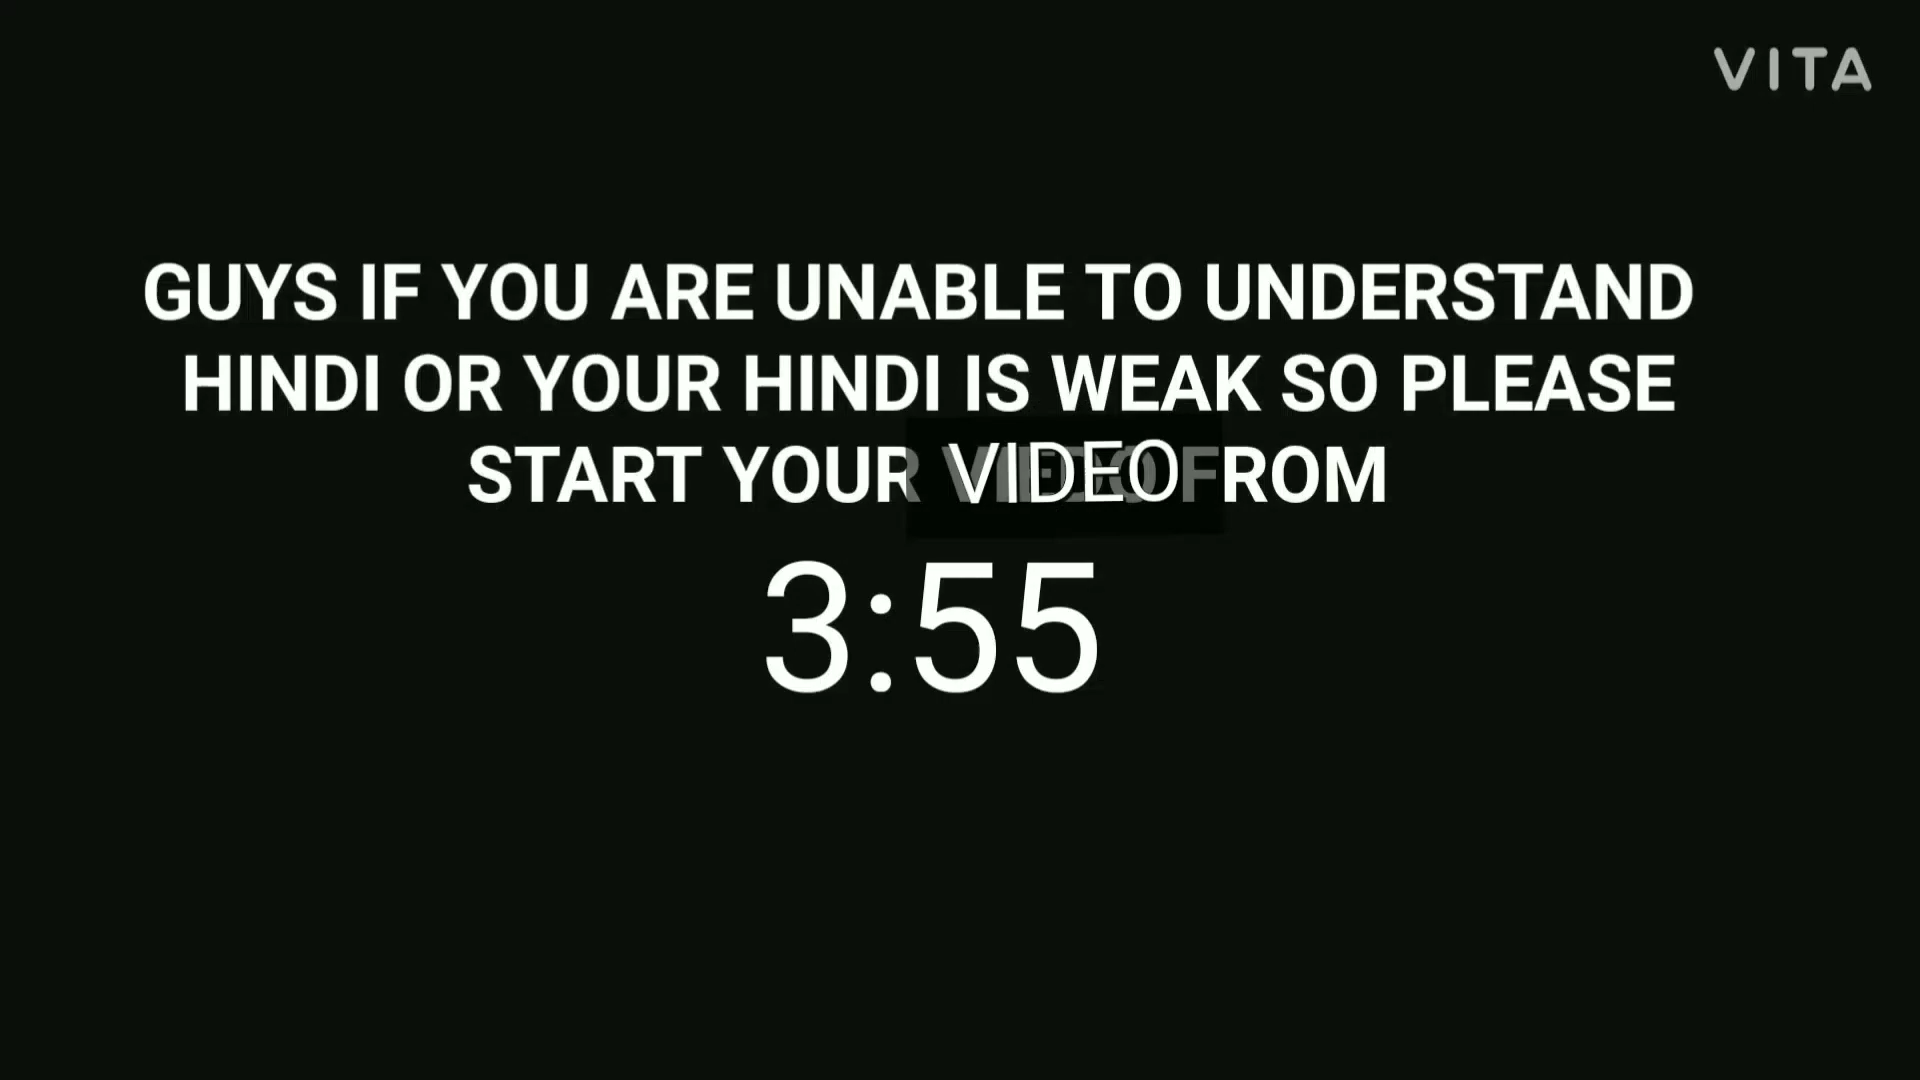 VITA
GUYS IF YOU ARE UNABLE TO UNDERSTAND
HINDI OR YOUR HINDI IS WEAK SO PLEASE
START YOUR VIDEO FROM
3:55